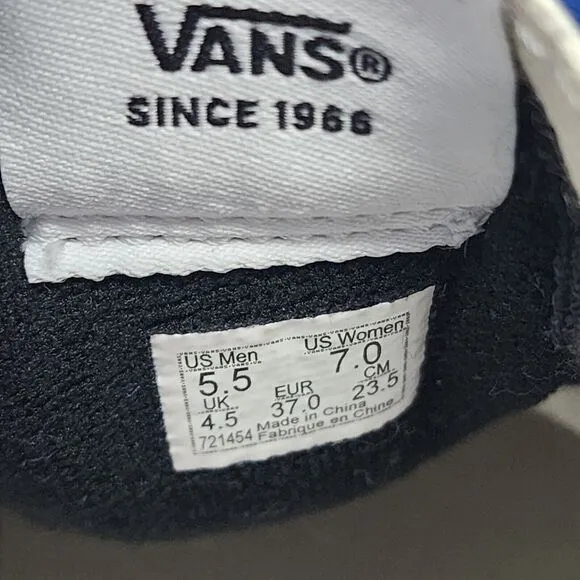 VANS®
SINCE 1966
US Men US Women
5.5 7.0
UK EUR CM
4.5 37.0 23.5
721454 Made in China
Fabrique en Chine